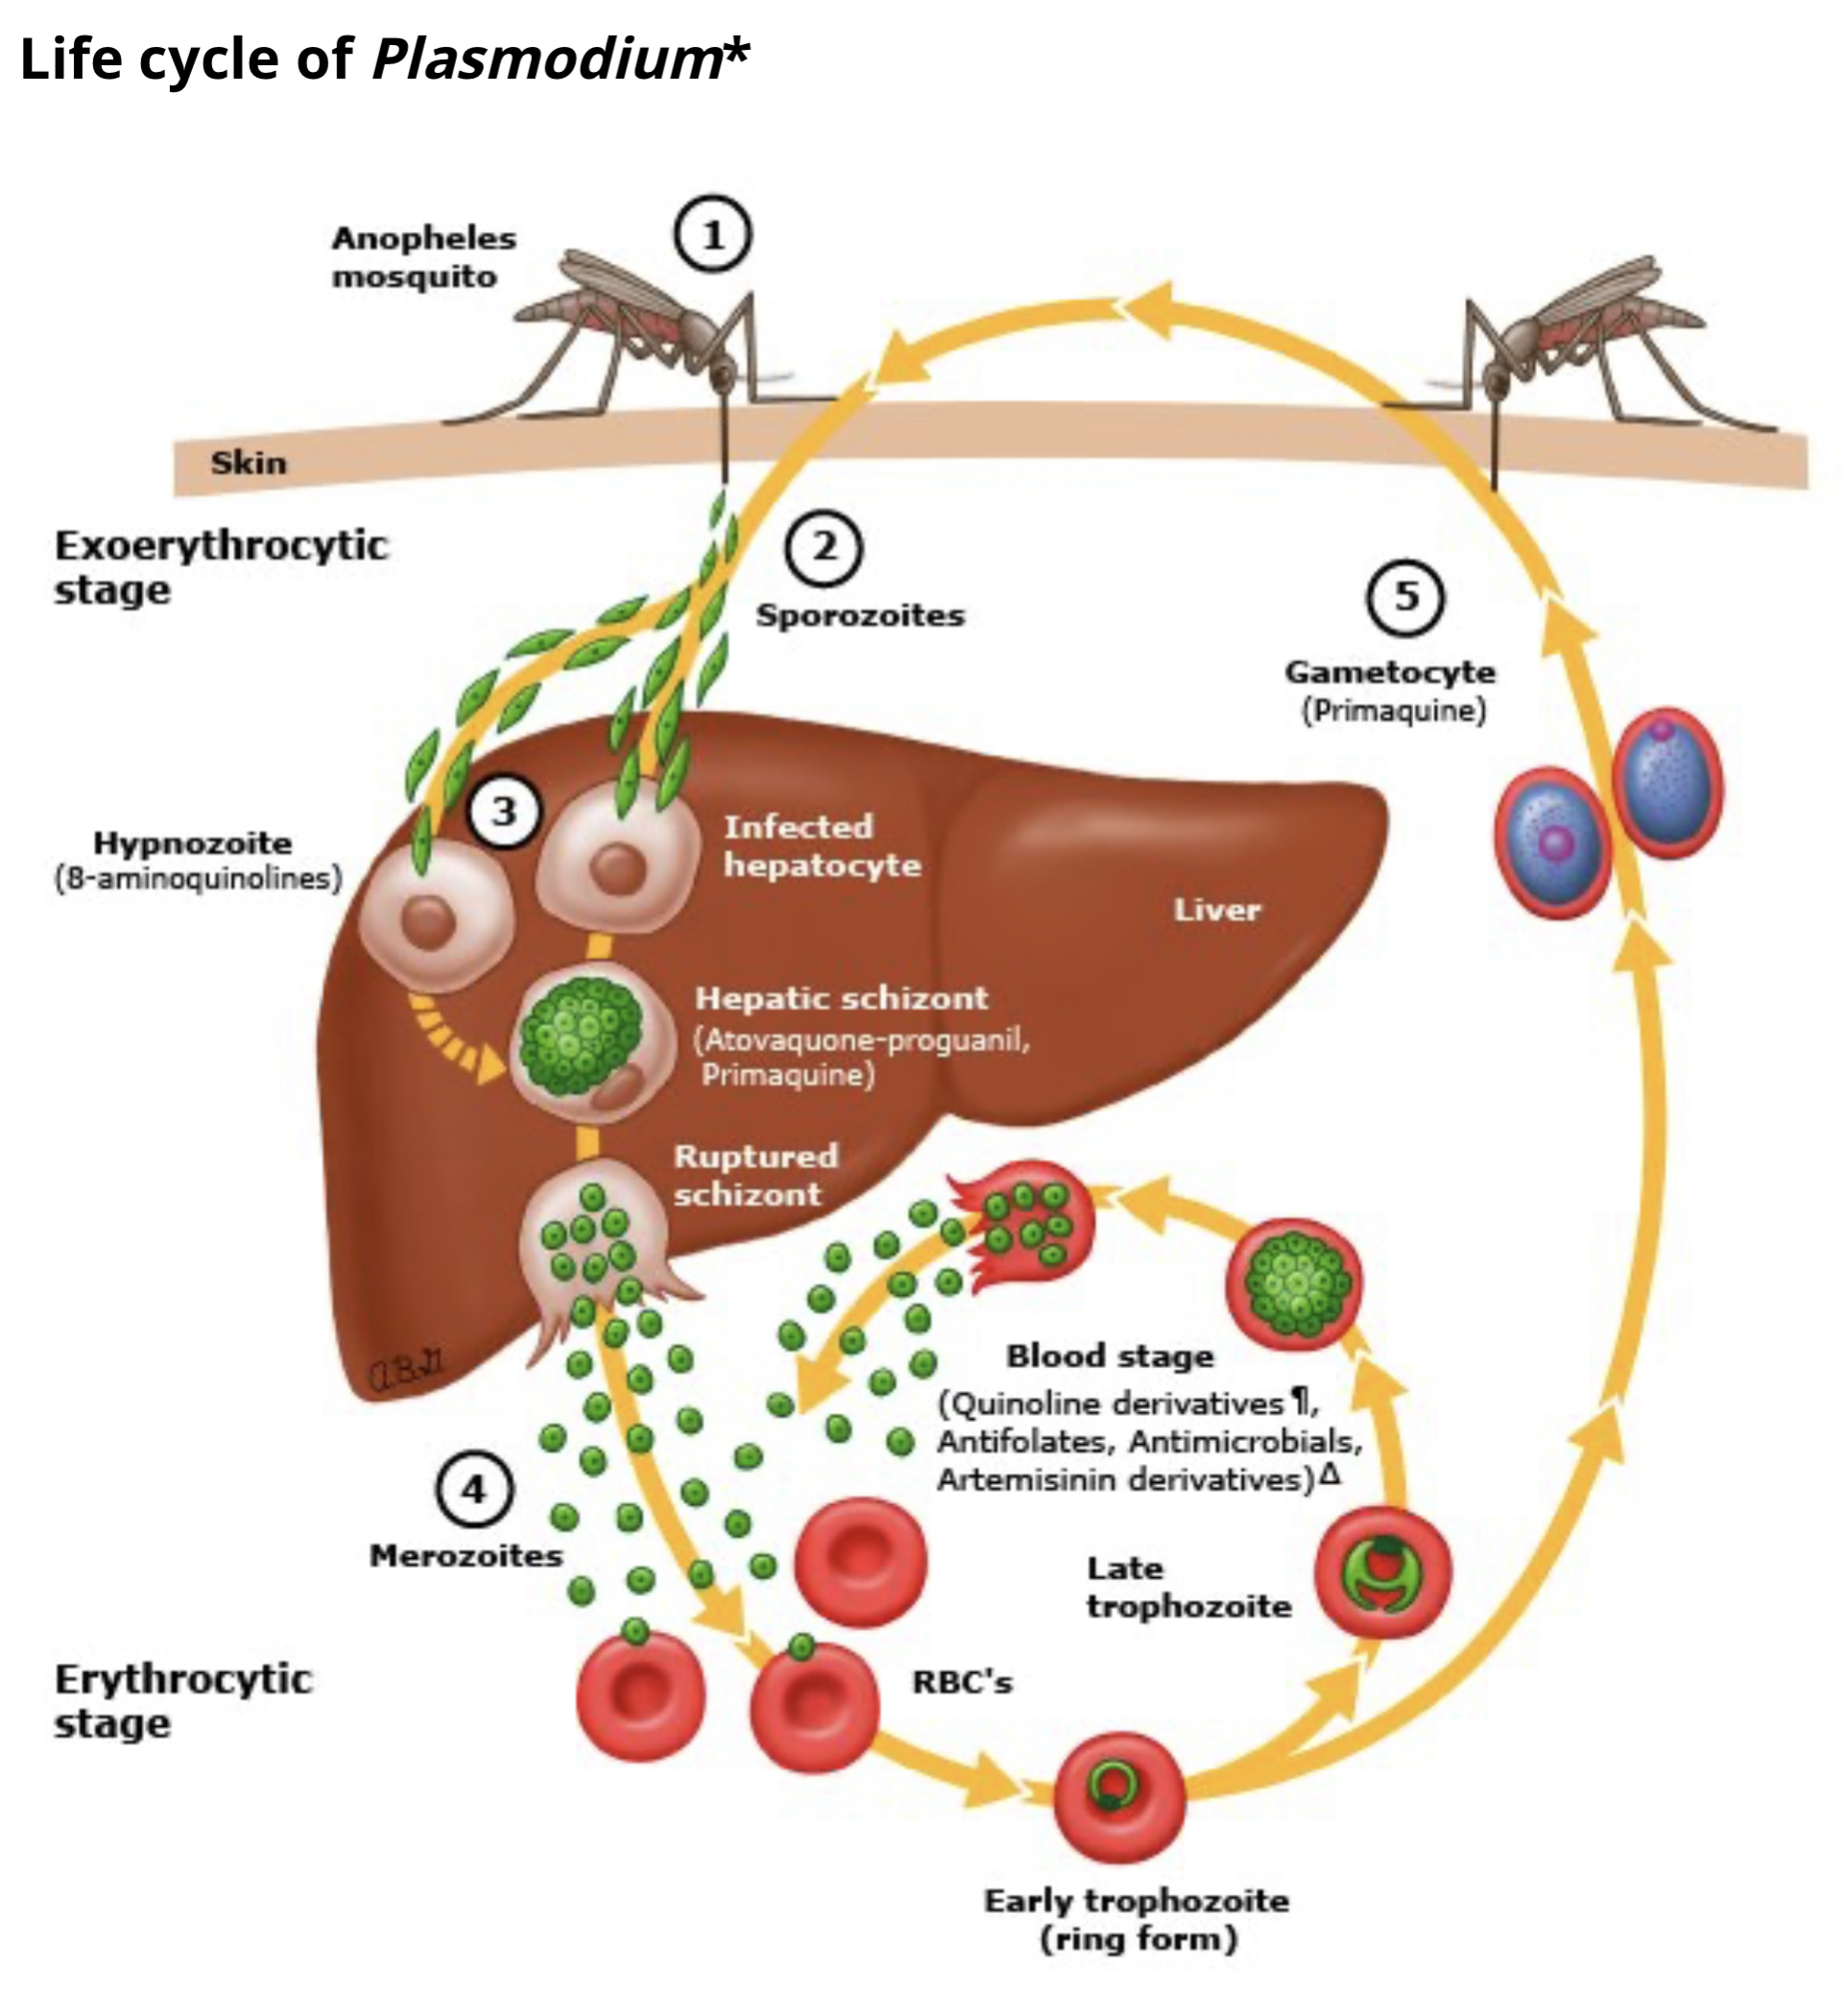 Life cycle of Plasmodium*
1
Anopheles
mosquito
Skin
Exoerythrocytic
stage
2
Sporozoites
5
Gametocyte
(Primaquine)
3
Hypnozoite
(8-aminoquinolines)
Infected
hepatocyte
Liver
Hepatic schizont
(Atovaquone-proguanil,
Primaquine)
Ruptured
schizont
Blood stage
(Quinoline derivatives¶,
Antifolates, Antimicrobials,
Artemisinin derivatives)Δ
4
Merozoites
Late
trophozoite
Erythrocytic
stage
RBC's
Early trophozoite
(ring form)